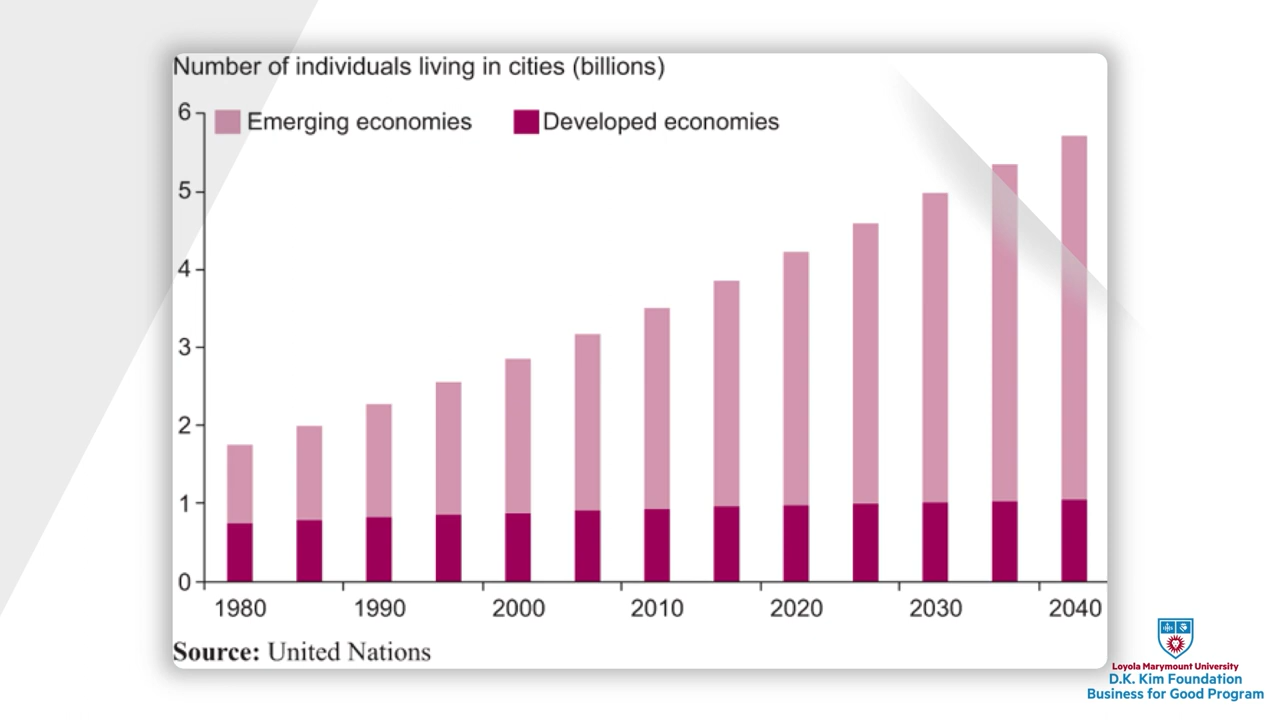 Number of individuals living in cities (billions)
Emerging economies Developed economies
6
5
4
3
2
1
0
1980 1990 2000 2010 2020 2030 2040
Source: United Nations
Loyola Marymount University
D.K. Kim Foundation
Business for Good Program